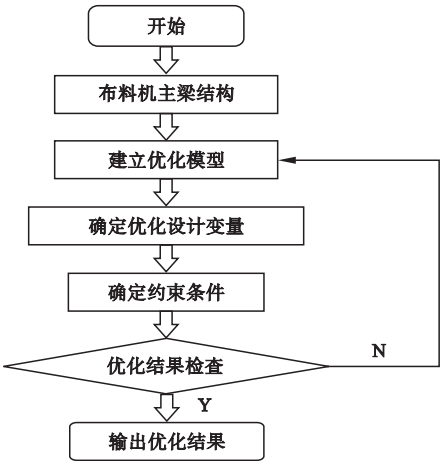 开始
布料机主梁结构
建立优化模型
确定优化设计变量
确定约束条件
优化结果检查
N
Y
输出优化结果